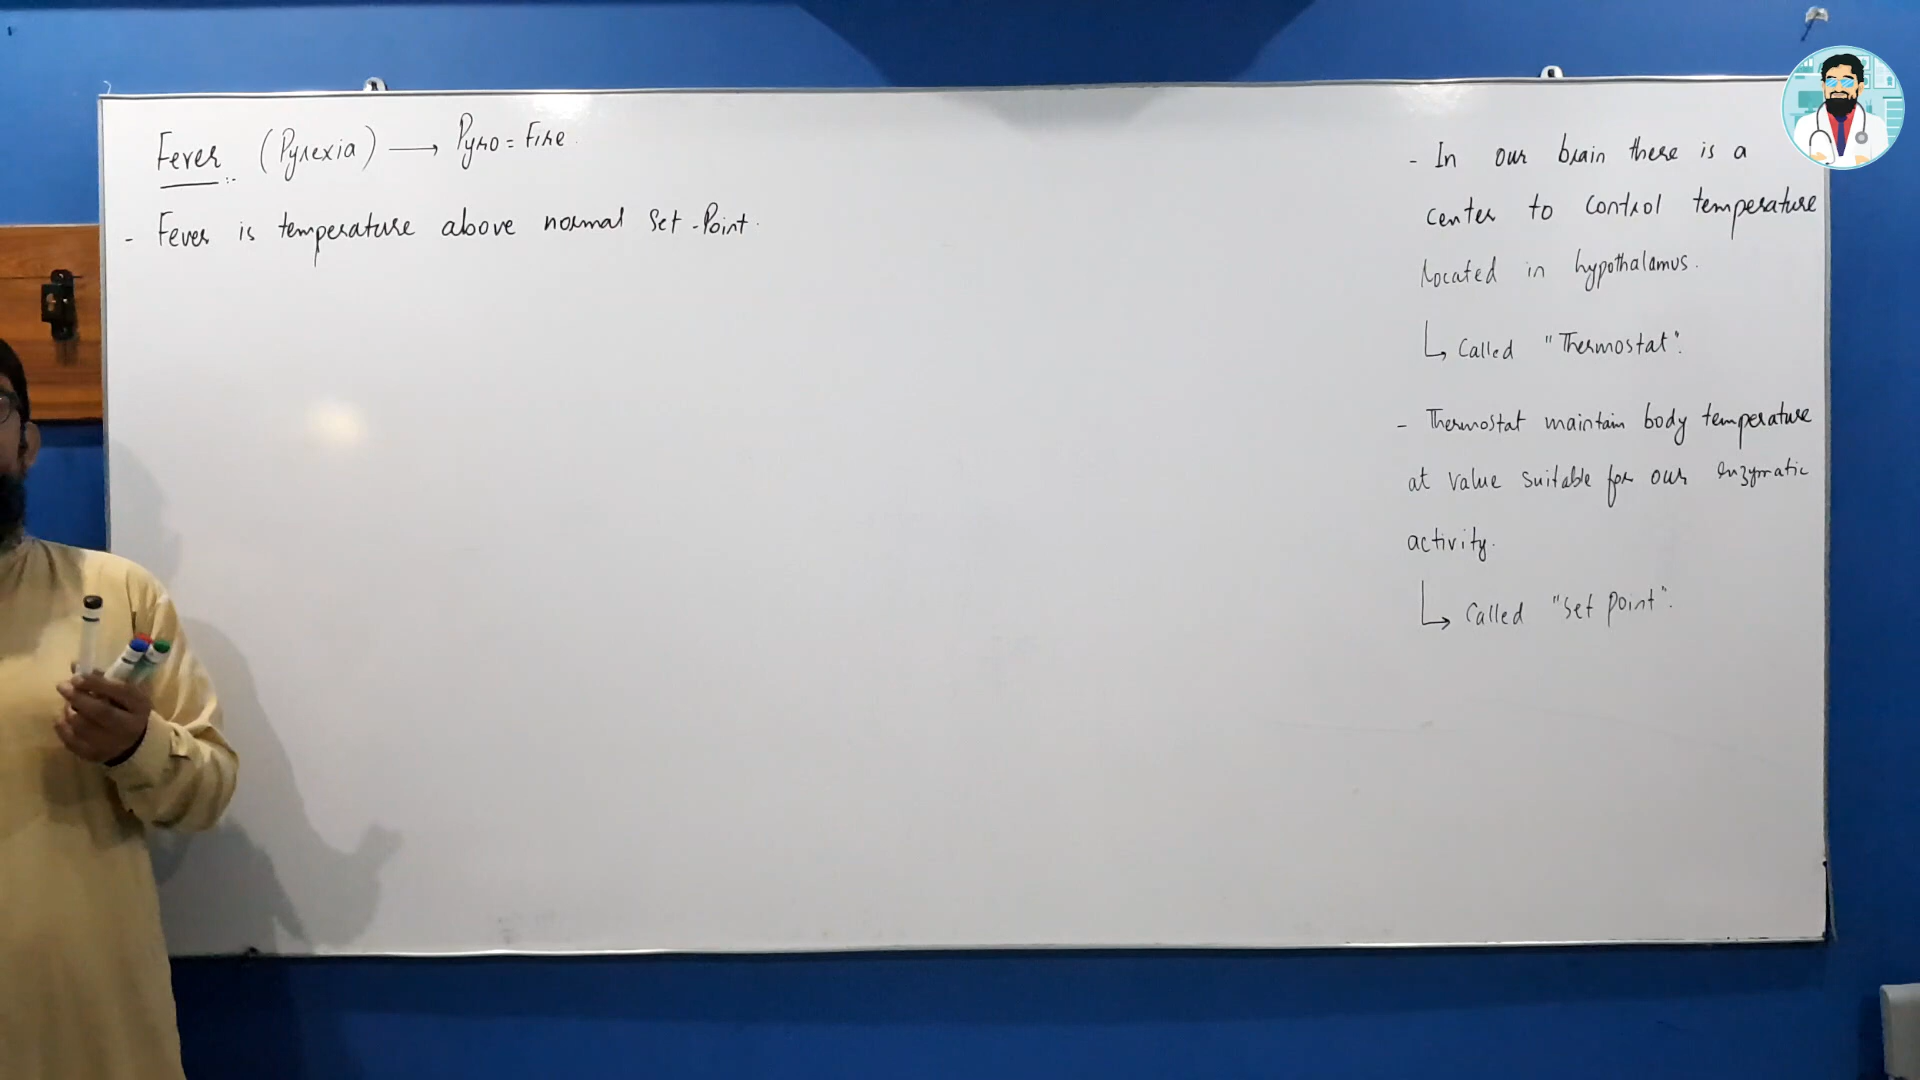 Fever (Pyrexia) → Pyro = Fire.
- Fever is temperature above normal Set-Point.
- In our brain there is a
center to control temperature
located in hypothalamus.
↳ Called "Thermostat".
- Thermostat maintain body temperature
at value suitable for our enzymatic
activity.
↳ Called "Set point".